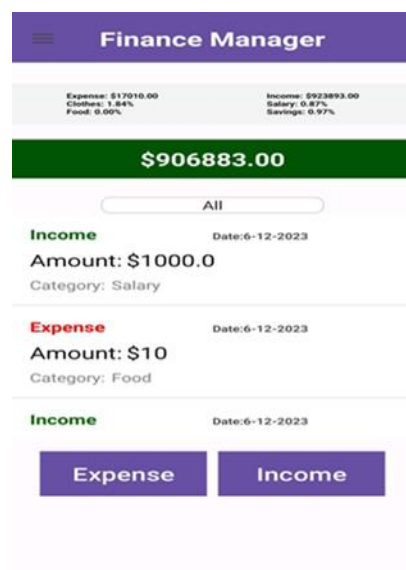 Finance Manager
Expense: $17010.00
Clothes: 1.84%
Food: 0.00%
Income: $923893.00
Salary: 0.87%
Savings: 0.97%
$906883.00
All
Income Date:6-12-2023
Amount: $1000.0
Category: Salary
Expense Date:6-12-2023
Amount: $10
Category: Food
Income Date:6-12-2023
Expense Income